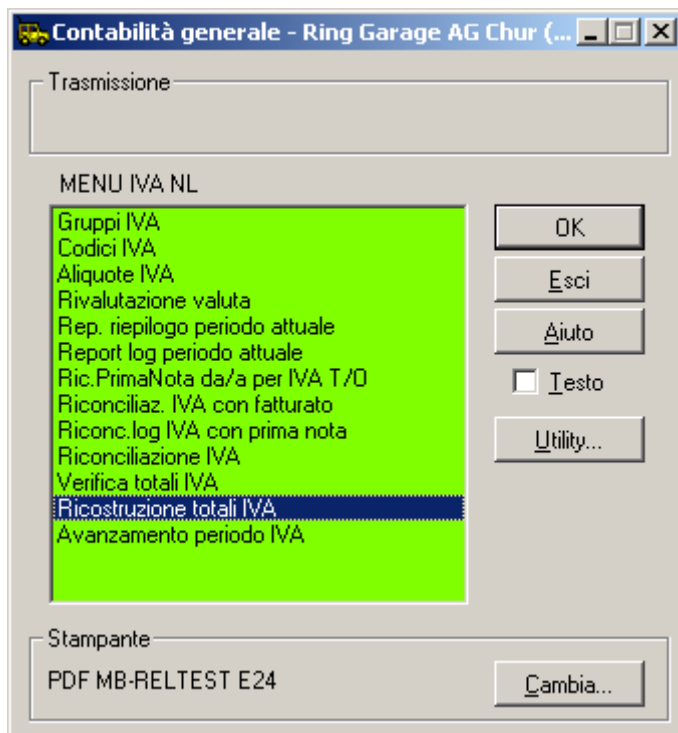 Contabilità generale - Ring Garage AG Chur (...
Trasmissione
MENU IVA NL
Gruppi IVA
Codici IVA
Aliquote IVA
Rivalutazione valuta
Rep. riepilogo periodo attuale
Report log periodo attuale
Ric.PrimaNota da/a per IVA T/O
Riconciliaz. IVA con fatturato
Riconc.log IVA con prima nota
Riconciliazione IVA
Verifica totali IVA
Ricostruzione totali IVA
Avanzamento periodo IVA
OK
Esci
Aiuto
Testo
Utility...
Stampante
PDF MB-RELTEST E24
Cambia...